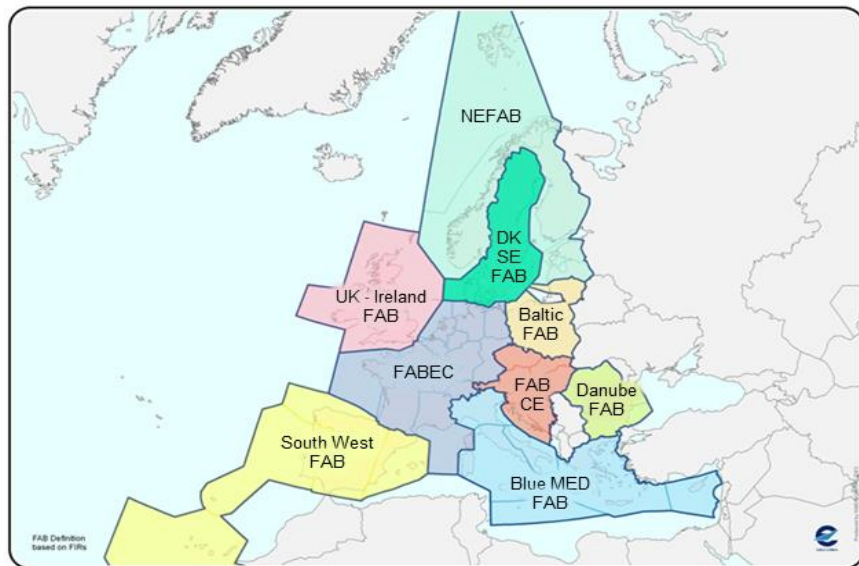 NEFAB
DK
SE
FAB
UK - Ireland
FAB
Baltic
FAB
FABEC
FAB
CE
Danube
FAB
South West
FAB
Blue MED
FAB
FAB Definition
based on FIRs